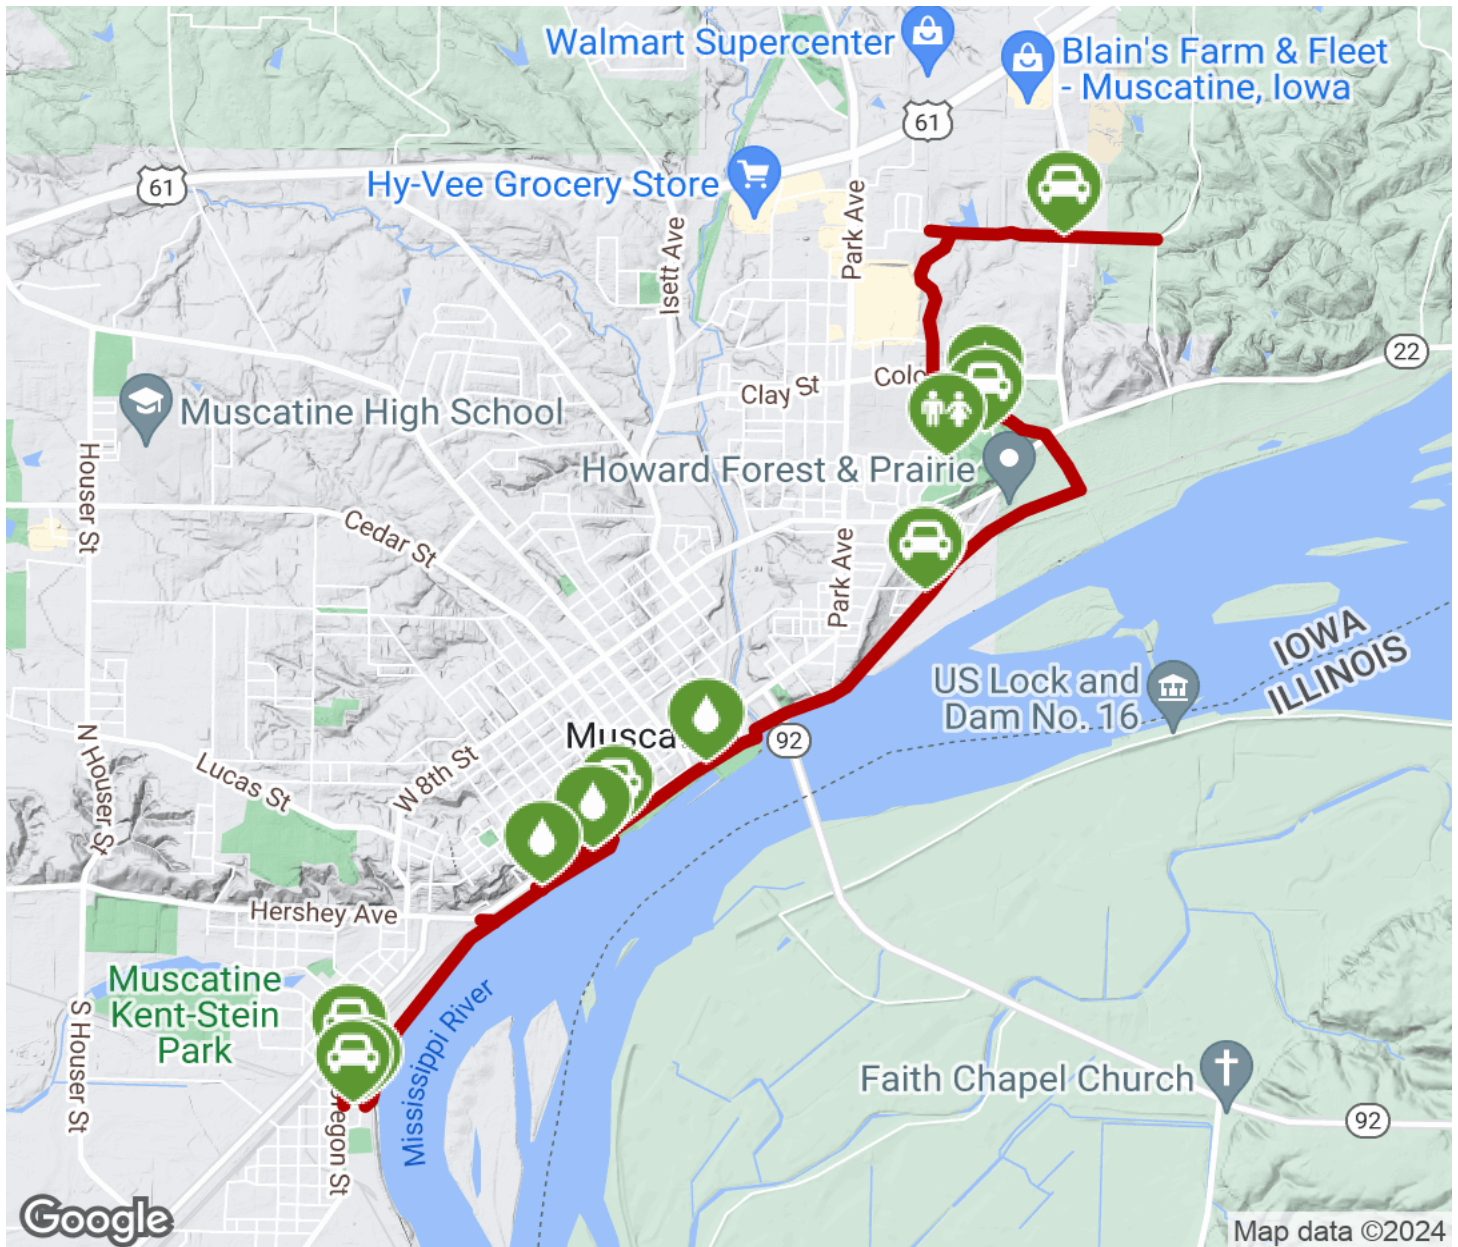 Walmart Supercenter
Blain's Farm & Fleet
- Muscatine, Iowa
61
61
Hy-Vee Grocery Store
Park Ave
Isett Ave
22
Clay St
Muscatine High School
Houser St
Howard Forest & Prairie
Cedar St
Park Ave
IOWA
ILLINOIS
US Lock and
Dam No. 16
92
N Houser St
Lucas St
W 8th St
Hershey Ave
Muscatine
Kent-Stein
Park
S Houser St
Mississippi River
Faith Chapel Church
92
Google
Map data ©2024